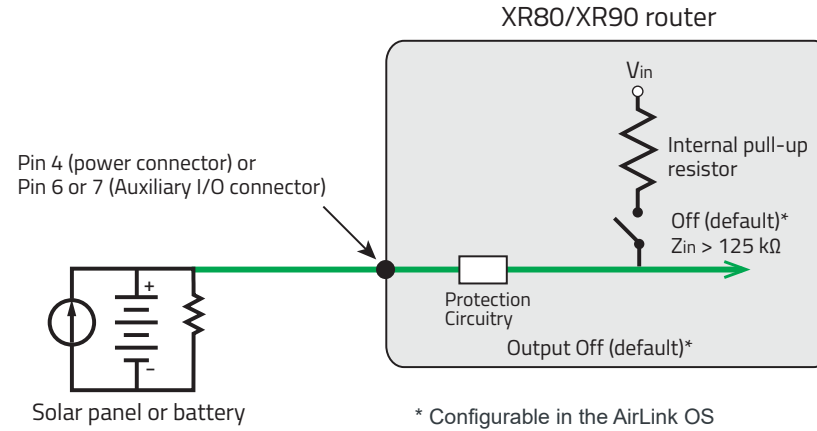 XR80/XR90 router
Vin
Internal pull-up
resistor
Pin 4 (power connector) or
Pin 6 or 7 (Auxiliary I/O connector)
Off (default)*
Zin > 125 kΩ
+
−
Protection
Circuitry
Output Off (default)*
Solar panel or battery
* Configurable in the AirLink OS